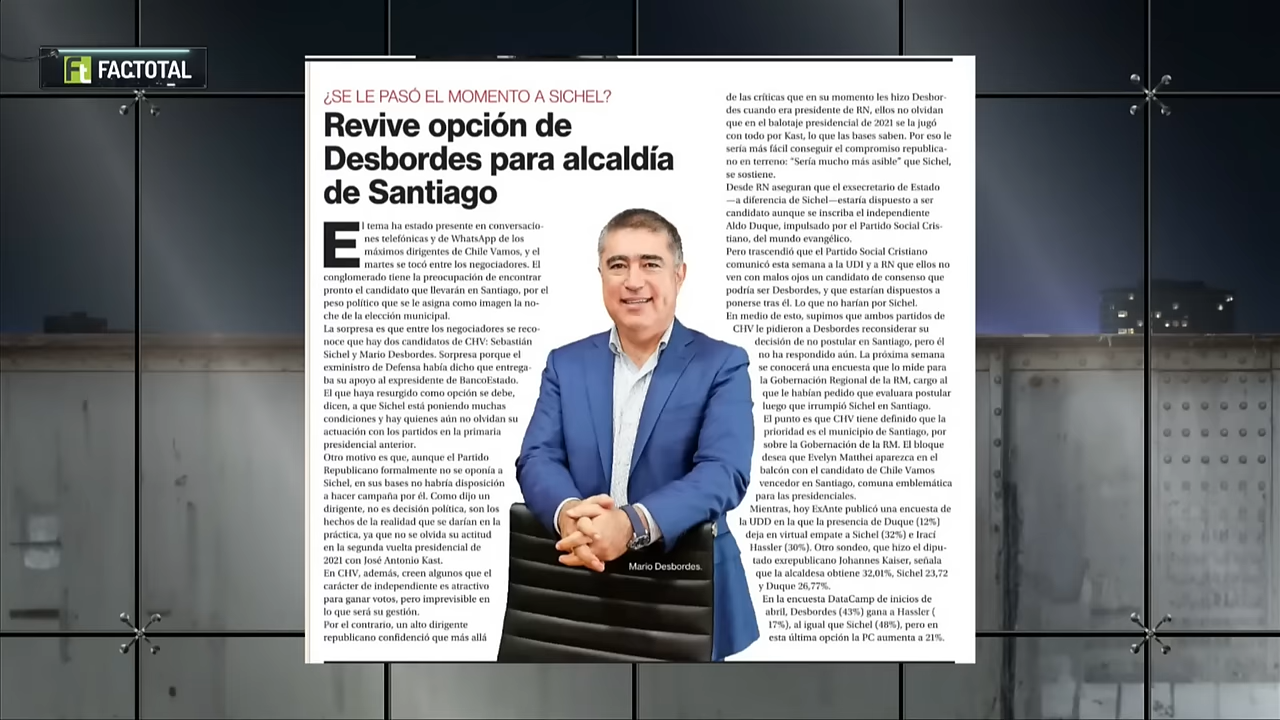 Ft FACTOTAL
¿SE LE PASÓ EL MOMENTO A SICHEL?
Revive opción de
Desbordes para alcaldía
de Santiago
El tema ha estado presente en conversacio-
nes telefónicas y de WhatsApp de los
máximos dirigentes de Chile Vamos, y el
martes se tocó entre los negociadores. El
conglomerado tiene la preocupación de encontrar
pronto el candidato que llevarán en Santiago, por el
peso político que se le asigna como imagen la no-
che de la elección municipal.
La sorpresa es que entre los negociadores se reco-
noce que hay dos candidatos de CHV: Sebastián
Sichel y Mario Desbordes. Sorpresa porque el
exministro de Defensa había dicho que entrega-
ba su apoyo al expresidente de BancoEstado.
El que haya resurgido como opción se debe,
dicen, a que Sichel está poniendo muchas
condiciones y hay quienes aún no olvidan su
actuación con los partidos en la primaria
presidencial anterior.
Otro motivo es que, aunque el Partido
Republicano formalmente no se oponía a
Sichel, en sus bases no habría disposición
a hacer campaña por él. Como dijo un
dirigente, no es decisión política, son los
hechos de la realidad que se darían en la
práctica, ya que no se olvida su actitud
en la segunda vuelta presidencial de
2021 con José Antonio Kast.
En CHV, además, creen algunos que el
carácter de independiente es atractivo
para ganar votos, pero imprevisible en
lo que será su gestión.
Por el contrario, un alto dirigente
republicano confidenció que más allá
de las críticas que en su momento les hizo Desbor-
des cuando era presidente de RN, ellos no olvidan
que en el balotaje presidencial de 2021 se la jugó
con todo por Kast, lo que las bases saben. Por eso le
sería más fácil conseguir el compromiso republica-
no en terreno: “Sería mucho más asible” que Sichel,
se sostiene.
Desde RN aseguran que el exsecretario de Estado
—a diferencia de Sichel—estaría dispuesto a ser
candidato aunque se inscriba el independiente
Aldo Duque, impulsado por el Partido Social Cris-
tiano, del mundo evangélico.
Pero trascendió que el Partido Social Cristiano
comunicó esta semana a la UDI y a RN que ellos no
ven con malos ojos un candidato de consenso que
podría ser Desbordes, y que estarían dispuestos a
ponerse tras él. Lo que no harían por Sichel.
En medio de esto, supimos que ambos partidos de
CHV le pidieron a Desbordes reconsiderar su
decisión de no postular en Santiago, pero él
no ha respondido aún. La próxima semana
se conocerá una encuesta que lo mide para
la Gobernación Regional de la RM, cargo al
que le habían pedido que evaluara postular
luego que irrumpió Sichel en Santiago.
El punto es que CHV tiene definido que la
prioridad es el municipio de Santiago, por
sobre la Gobernación de la RM. El bloque
desea que Evelyn Matthei aparezca en el
balcón con el candidato de Chile Vamos
vencedor en Santiago, comuna emblemática
para las presidenciales.
Mientras, hoy ExAnte publicó una encuesta de
la UDD en la que la presencia de Duque (12%)
deja en virtual empate a Sichel (32%) e Irací
Hassler (30%). Otro sondeo, que hizo el dipu-
tado exrepublicano Johannes Kaiser, señala
que la alcaldesa obtiene 32,01%, Sichel 23,72
y Duque 26,77%.
En la encuesta DataCamp de inicios de
abril, Desbordes (43%) gana a Hassler (
17%), al igual que Sichel (48%), pero en
esta última opción la PC aumenta a 21%.
Mario Desbordes.